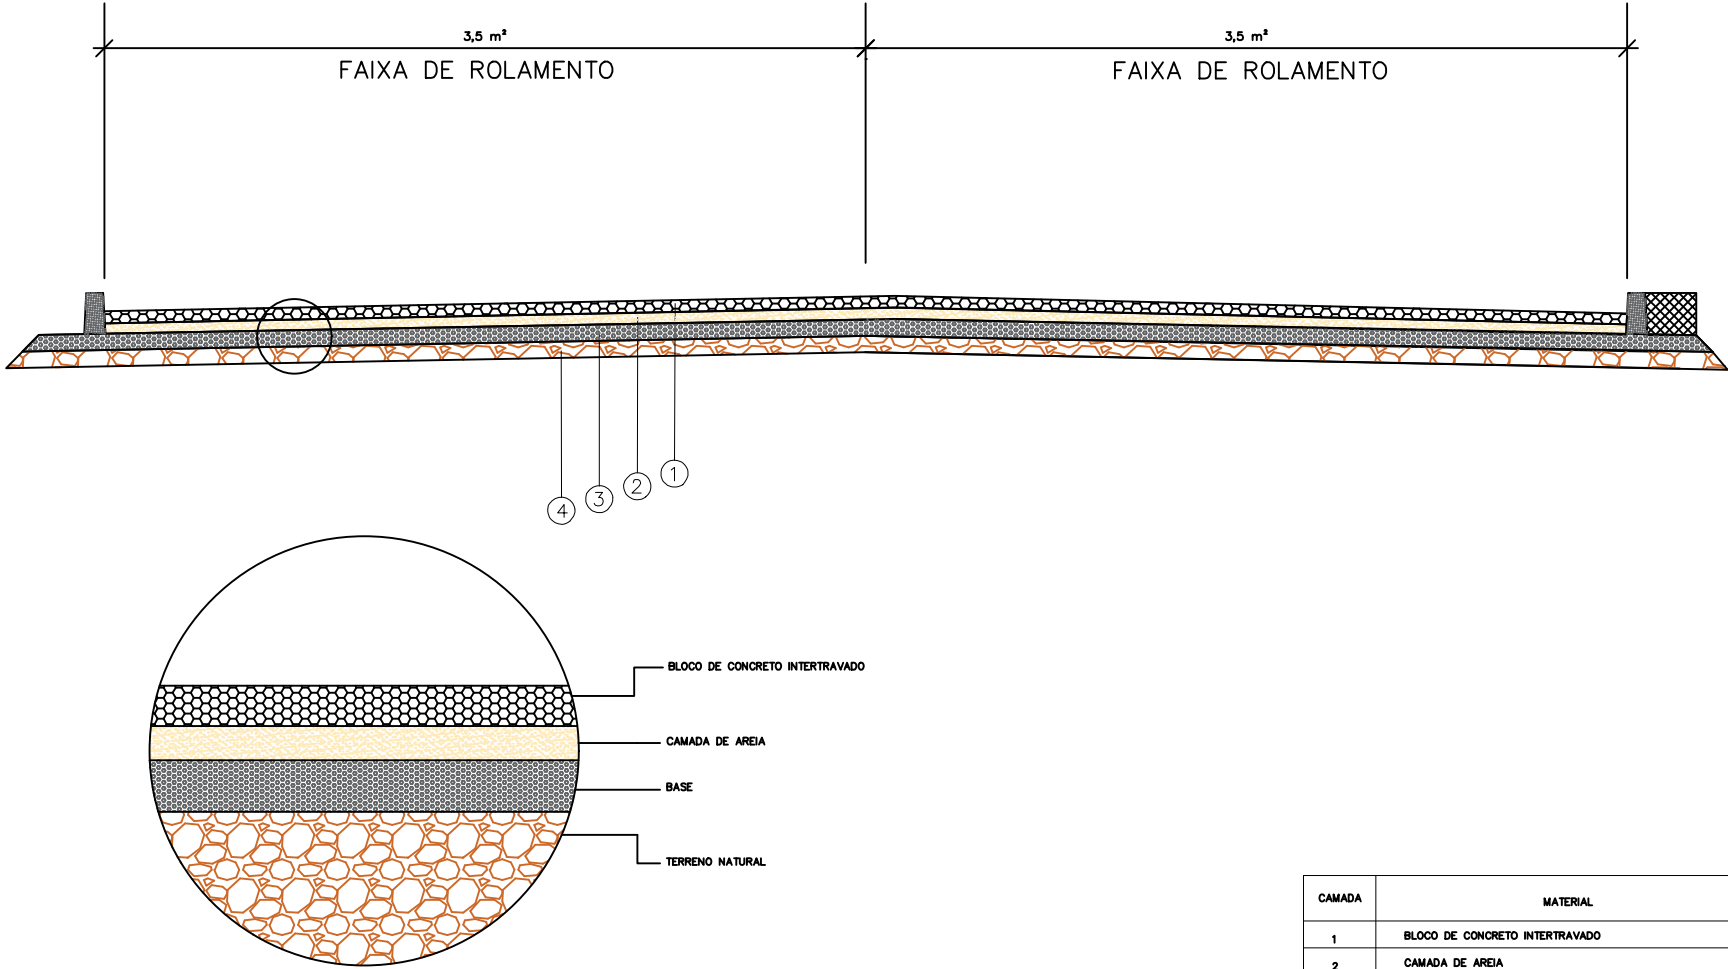 3,5 m² 3,5 m²
FAIXA DE ROLAMENTO FAIXA DE ROLAMENTO
1
2
3
4
BLOCO DE CONCRETO INTERTRAVADO
CAMADA DE AREIA
BASE
TERRENO NATURAL
CAMADA MATERIAL
1 BLOCO DE CONCRETO INTERTRAVADO
2 CAMADA DE AREIA